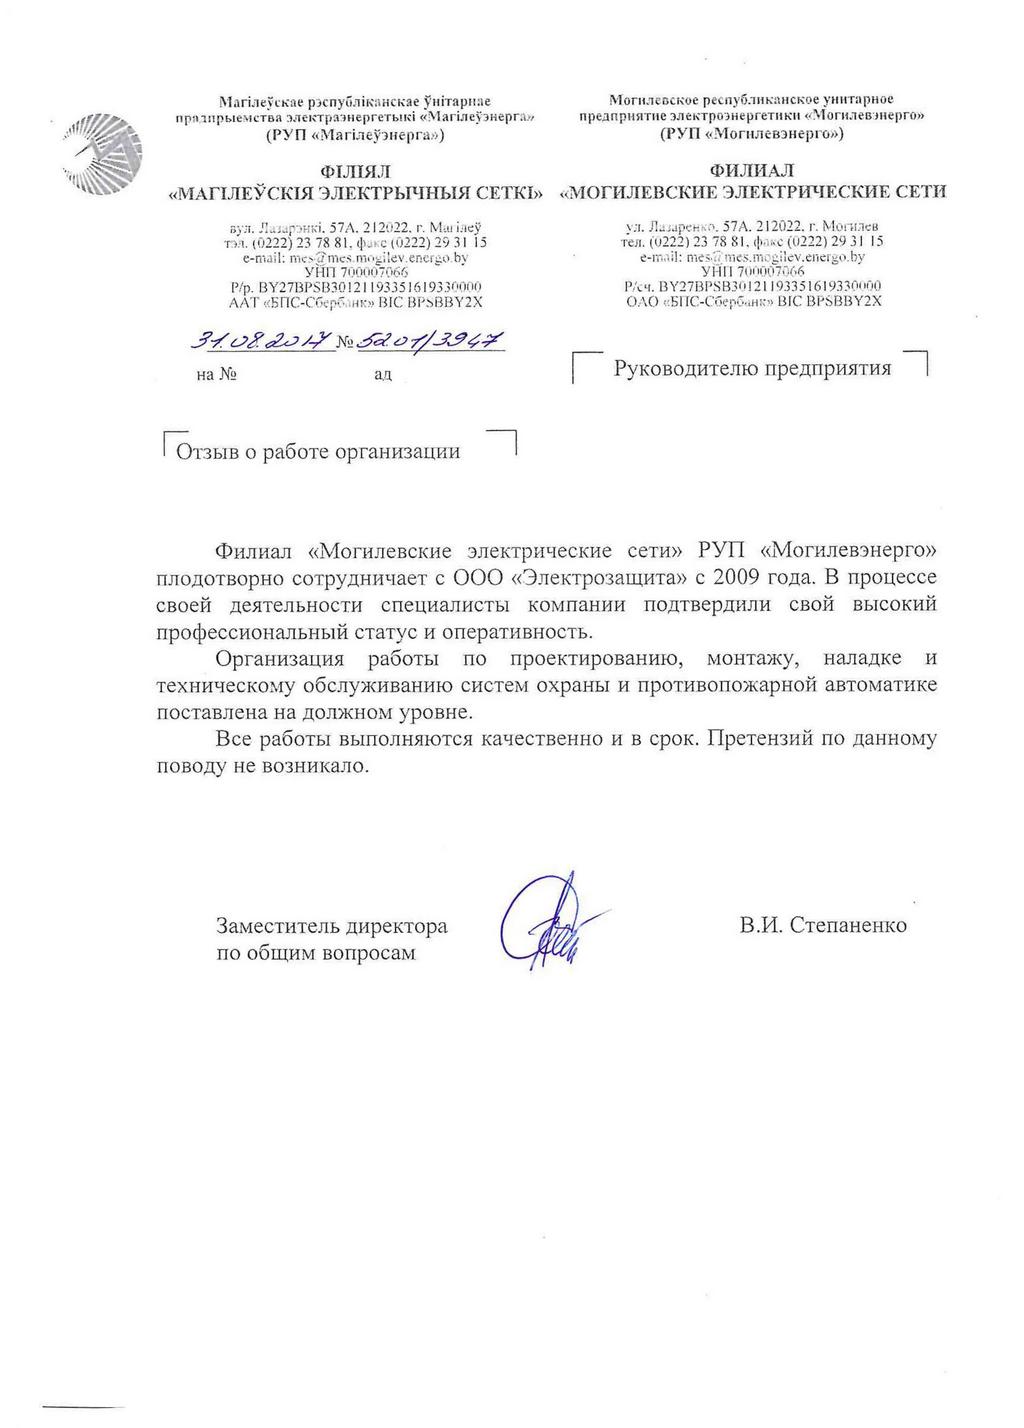 Магілеўскае рэспубліканскае ўнітарнае
прадпрыемства электраэнергетыкі «Магілеўэнерга»
(РУП «Магілеўэнерга»)
ФІЛІЯЛ
«МАГІЛЕЎСКІЯ ЭЛЕКТРЫЧНЫЯ СЕТКІ»
вул. Лазарэнкі, 57А, 212022, г. Магілеў
тэл. (0222) 23 78 81, факс (0222) 29 31 15
e-mail: mes@mes.mogilev.energo.by
УНП 700007066
Р/р. BY27BPSB30121193351619330000
ААТ «БПС-Сбербанк» BIC BPSBBY2X
31.08.2017 № 5201/3947
на № ад
Могилевское республиканское унитарное
предприятие электроэнергетики «Могилевэнерго»
(РУП «Могилевэнерго»)
ФИЛИАЛ
«МОГИЛЕВСКИЕ ЭЛЕКТРИЧЕСКИЕ СЕТИ
ул. Лазаренко, 57А, 212022, г. Могилев
тел. (0222) 23 78 81, факс (0222) 29 31 15
e-mail: mes@mes.mogilev.energo.by
УНП 700007066
Р/сч. BY27BPSB30121193351619330000
ОАО «БПС-Сбербанк» BIC BPSBBY2X
Руководителю предприятия
Отзыв о работе организации
Филиал «Могилевские электрические сети» РУП «Могилевэнерго»
плодотворно сотрудничает с ООО «Электрозащита» с 2009 года. В процессе
своей деятельности специалисты компании подтвердили свой высокий
профессиональный статус и оперативность.
Организация работы по проектированию, монтажу, наладке и
техническому обслуживанию систем охраны и противопожарной автоматике
поставлена на должном уровне.
Все работы выполняются качественно и в срок. Претензий по данному
поводу не возникало.
Заместитель директора
по общим вопросам
В.И. Степаненко